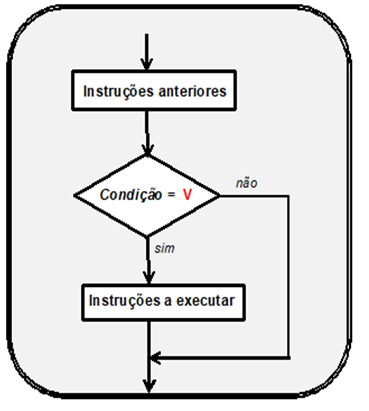 Instruções anteriores
Condição = V
não
sim
Instruções a executar